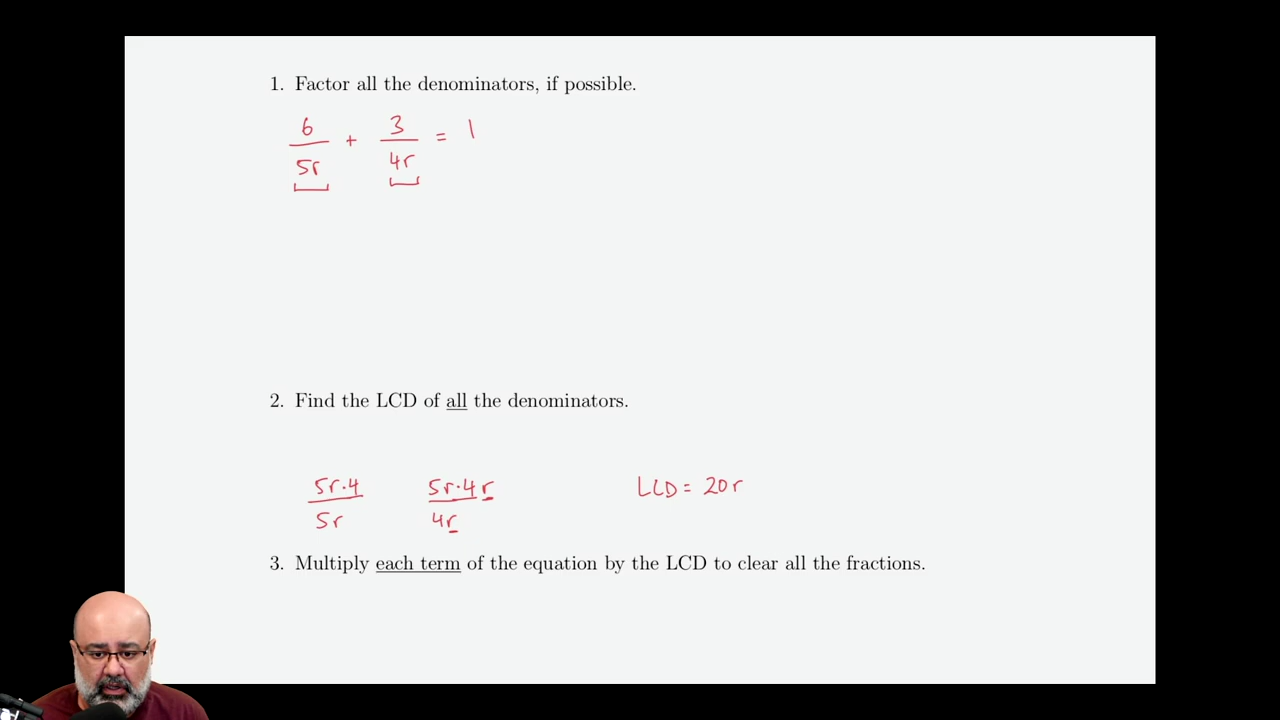 1. Factor all the denominators, if possible.
6/5r + 3/4r = 1
2. Find the LCD of all the denominators.
5r·4/5r 5r·4r/4r LCD = 20r
3. Multiply each term of the equation by the LCD to clear all the fractions.